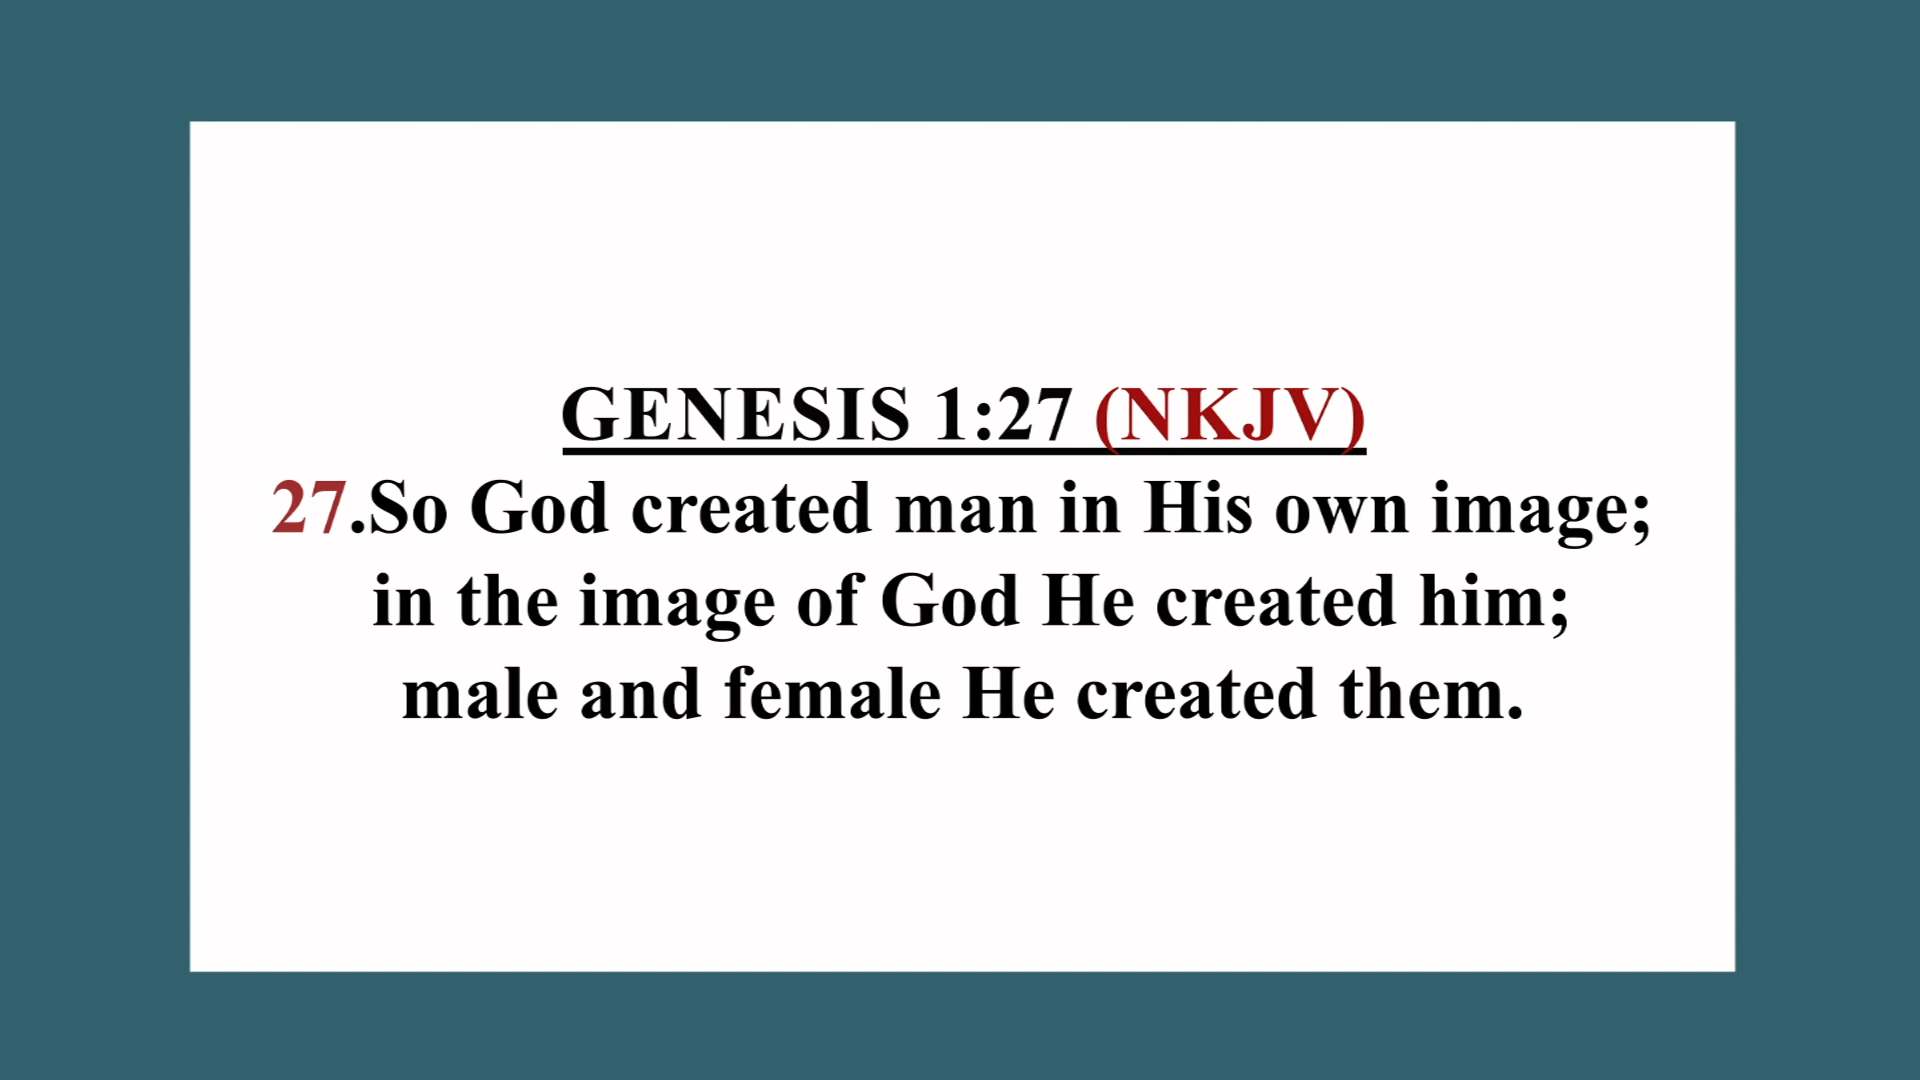 GENESIS 1:27 (NKJV)
27.So God created man in His own image;
in the image of God He created him;
male and female He created them.